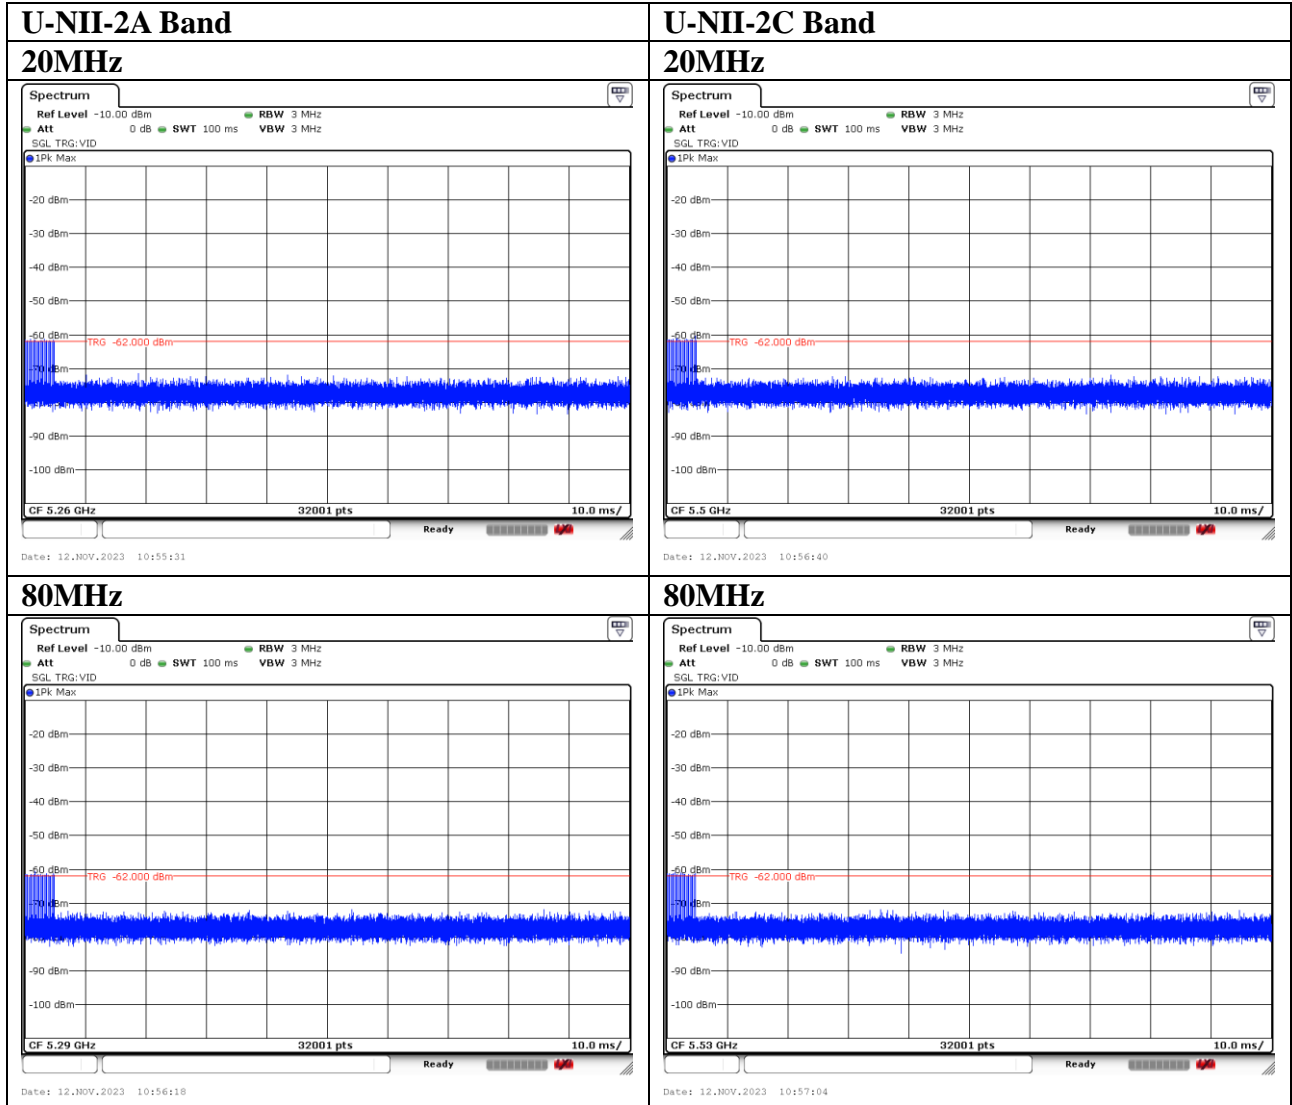 U-NII-2A Band
U-NII-2C Band
20MHz
20MHz
Spectrum
Ref Level -10.00 dBm RBW 3 MHz
Att 0 dB SWT 100 ms VBW 3 MHz
SGL TRG:VID
1Pk Max
-20 dBm
-30 dBm
-40 dBm
-50 dBm
-60 dBm
TRG -62.000 dBm
-70 dBm
-90 dBm
-100 dBm
CF 5.26 GHz 32001 pts 10.0 ms/
Ready
Date: 12.NOV.2023 10:55:31
Spectrum
Ref Level -10.00 dBm RBW 3 MHz
Att 0 dB SWT 100 ms VBW 3 MHz
SGL TRG:VID
1Pk Max
-20 dBm
-30 dBm
-40 dBm
-50 dBm
-60 dBm
TRG -62.000 dBm
-70 dBm
-90 dBm
-100 dBm
CF 5.5 GHz 32001 pts 10.0 ms/
Ready
Date: 12.NOV.2023 10:56:40
80MHz
80MHz
Spectrum
Ref Level -10.00 dBm RBW 3 MHz
Att 0 dB SWT 100 ms VBW 3 MHz
SGL TRG:VID
1Pk Max
-20 dBm
-30 dBm
-40 dBm
-50 dBm
-60 dBm
TRG -62.000 dBm
-70 dBm
-90 dBm
-100 dBm
CF 5.29 GHz 32001 pts 10.0 ms/
Ready
Date: 12.NOV.2023 10:56:18
Spectrum
Ref Level -10.00 dBm RBW 3 MHz
Att 0 dB SWT 100 ms VBW 3 MHz
SGL TRG:VID
1Pk Max
-20 dBm
-30 dBm
-40 dBm
-50 dBm
-60 dBm
TRG -62.000 dBm
-70 dBm
-90 dBm
-100 dBm
CF 5.53 GHz 32001 pts 10.0 ms/
Ready
Date: 12.NOV.2023 10:57:04